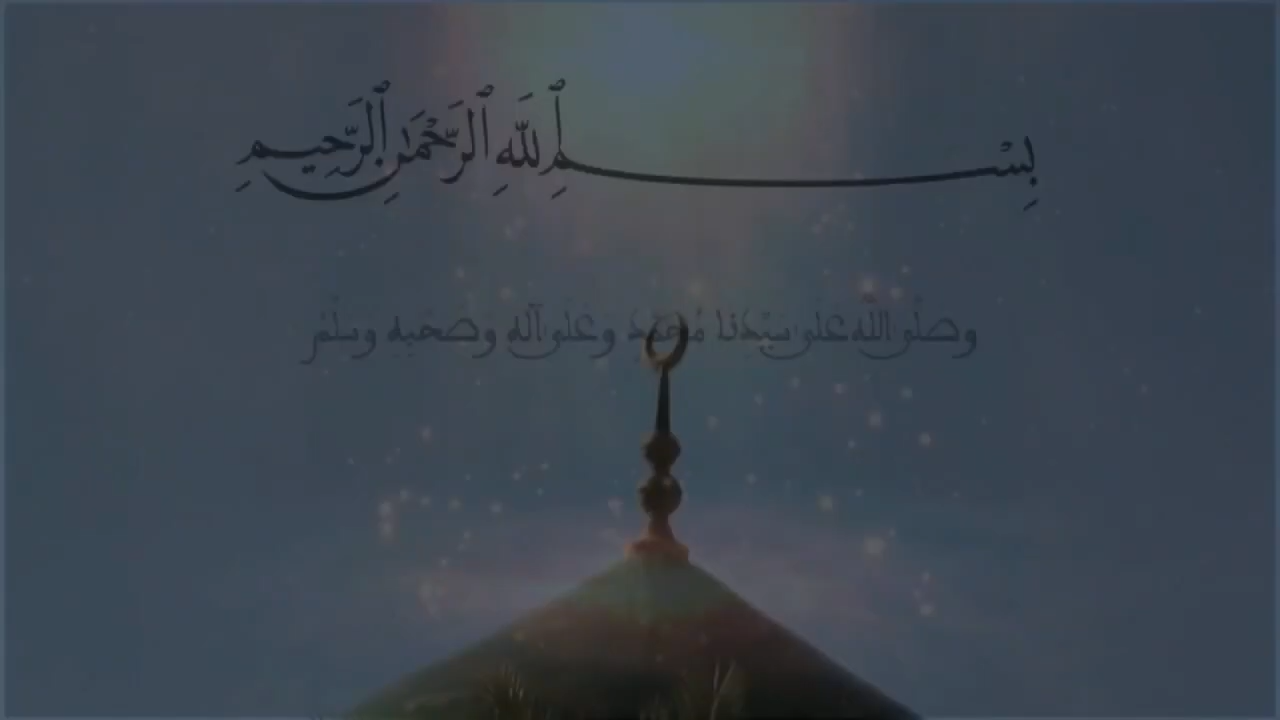 بِسْمِ ٱللَّهِ ٱلرَّحْمَٰنِ ٱلرَّحِيمِ
وصلى الله على سيدنا محمد وعلى آله وصحبه وسلم